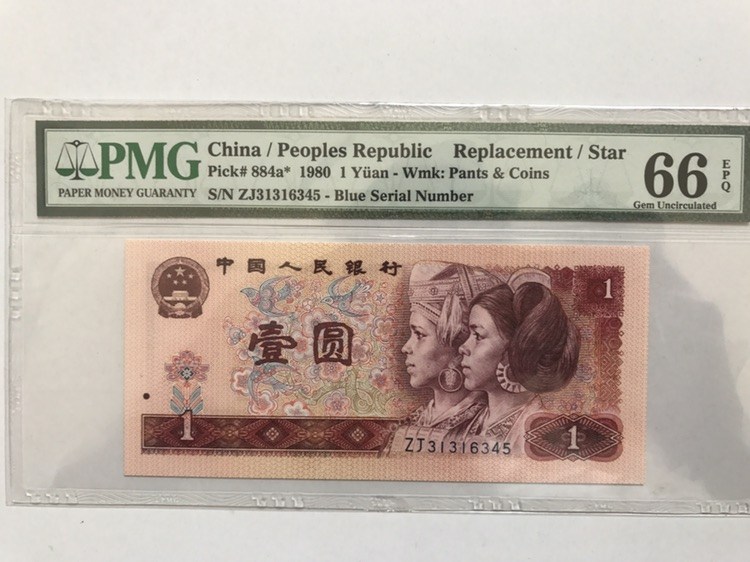 PMG
PAPER MONEY GUARANTY
China / Peoples Republic Replacement / Star
Pick# 884a* 1980 1 Yüan - Wmk: Pants & Coins
S/N ZJ31316345 - Blue Serial Number
66 EPQ
Gem Uncirculated
中国人民银行
1
壹圆
1
1
ZJ31316345